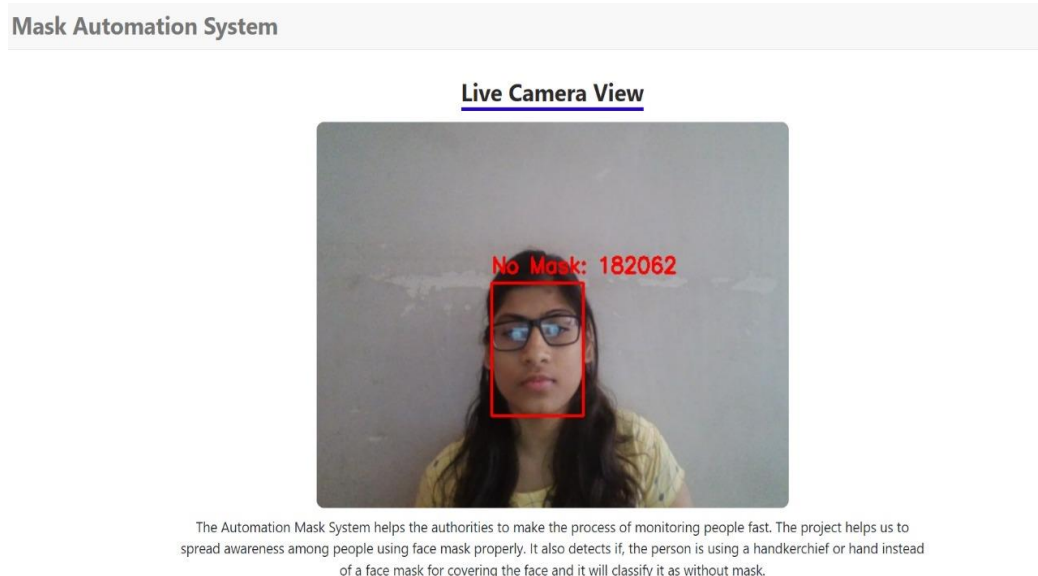 Mask Automation System
Live Camera View
No Mask: 182062
The Automation Mask System helps the authorities to make the process of monitoring people fast. The project helps us to
spread awareness among people using face mask properly. It also detects if, the person is using a handkerchief or hand instead
of a face mask for covering the face and it will classify it as without mask.